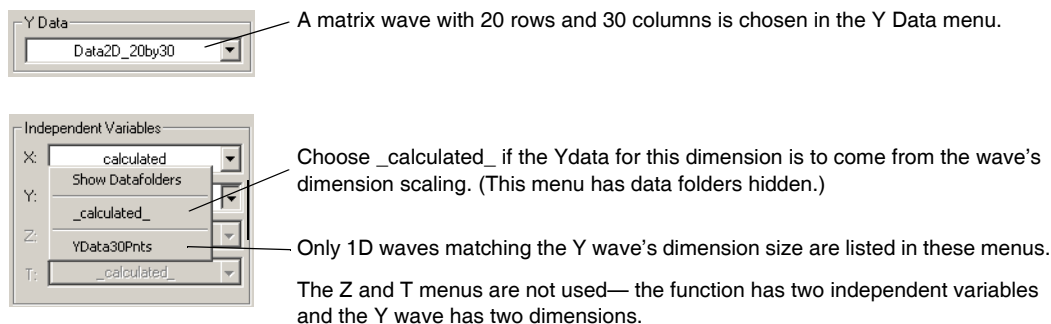 Y Data
Data2D_20by30
A matrix wave with 20 rows and 30 columns is chosen in the Y Data menu.
Independent Variables
X:
calculated
Show Datafolders
Y:
_calculated_
Choose _calculated_ if the Ydata for this dimension is to come from the wave's
dimension scaling. (This menu has data folders hidden.)
Z:
YData30Pnts
Only 1D waves matching the Y wave's dimension size are listed in these menus.
T:
_calculated_
The Z and T menus are not used— the function has two independent variables
and the Y wave has two dimensions.